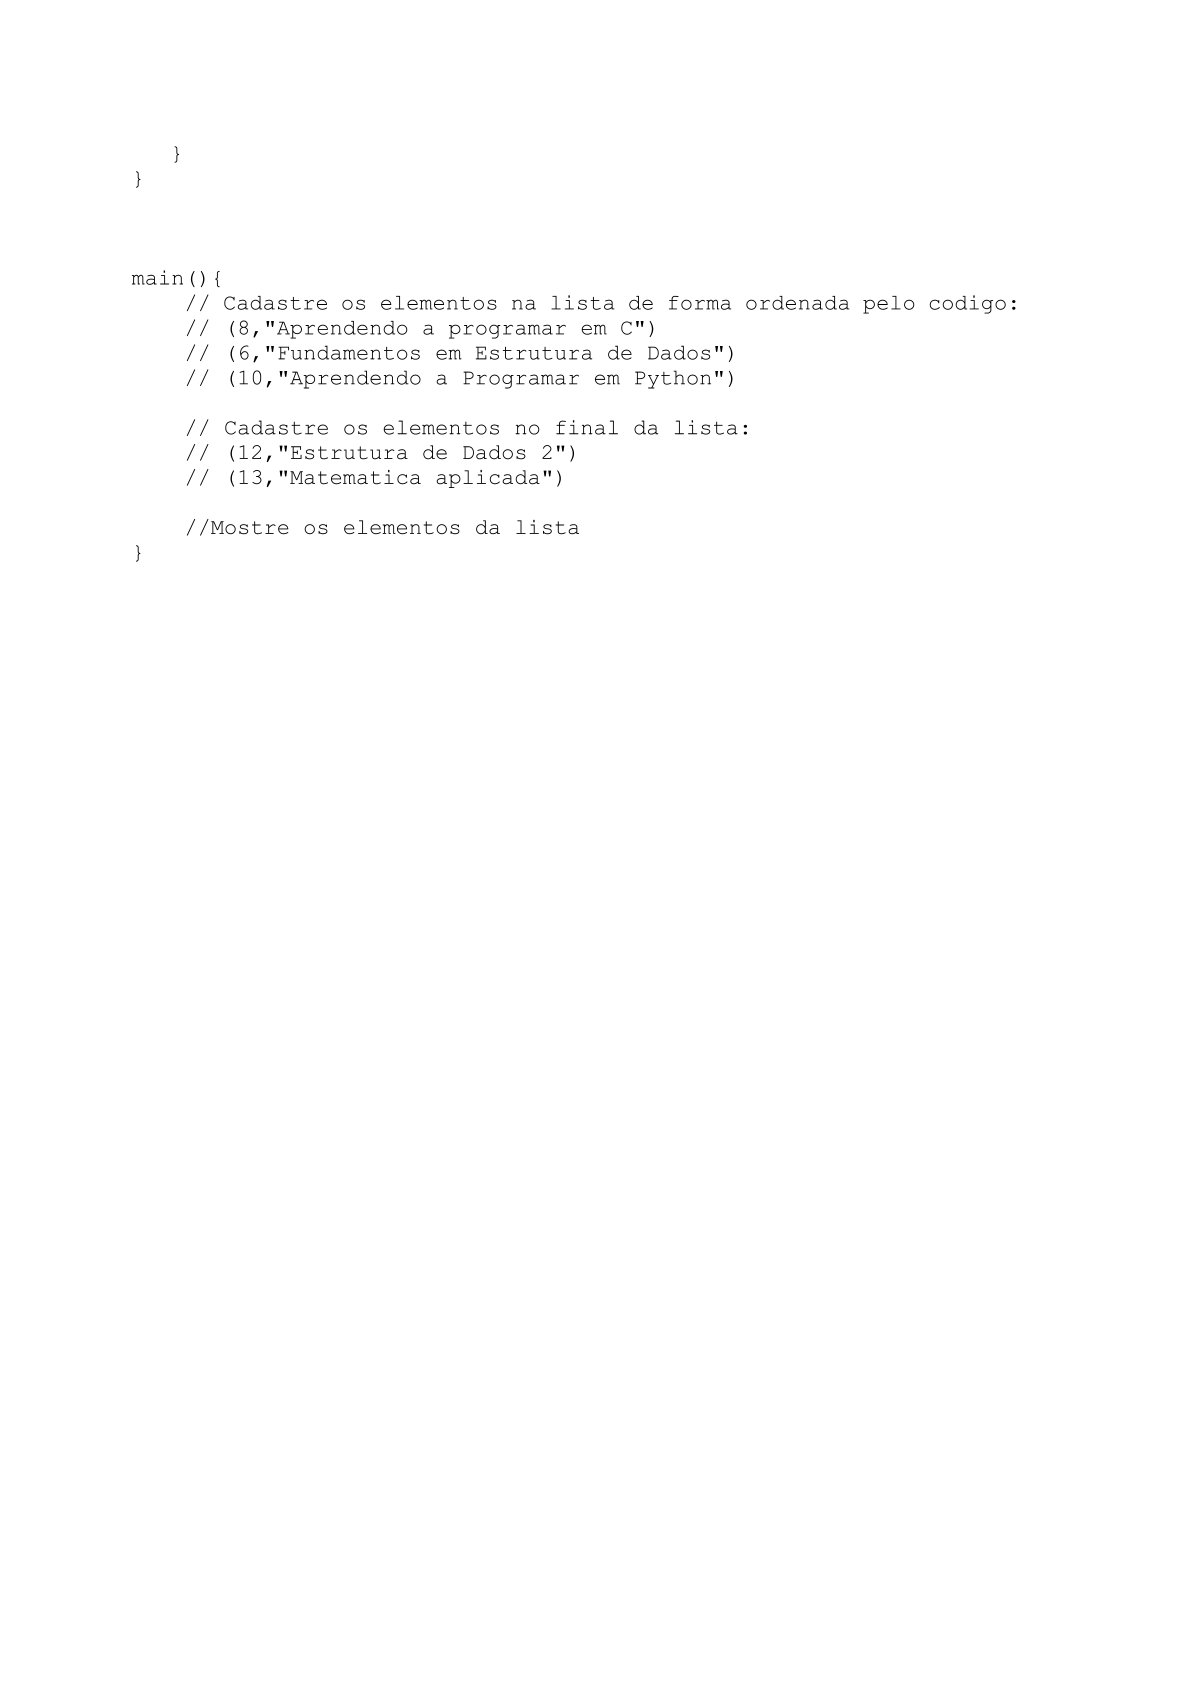 }
}
main(){
// Cadastre os elementos na lista de forma ordenada pelo codigo:
// (8,"Aprendendo a programar em C")
// (6,"Fundamentos em Estrutura de Dados")
// (10,"Aprendendo a Programar em Python")
// Cadastre os elementos no final da lista:
// (12,"Estrutura de Dados 2")
// (13,"Matematica aplicada")
//Mostre os elementos da lista
}